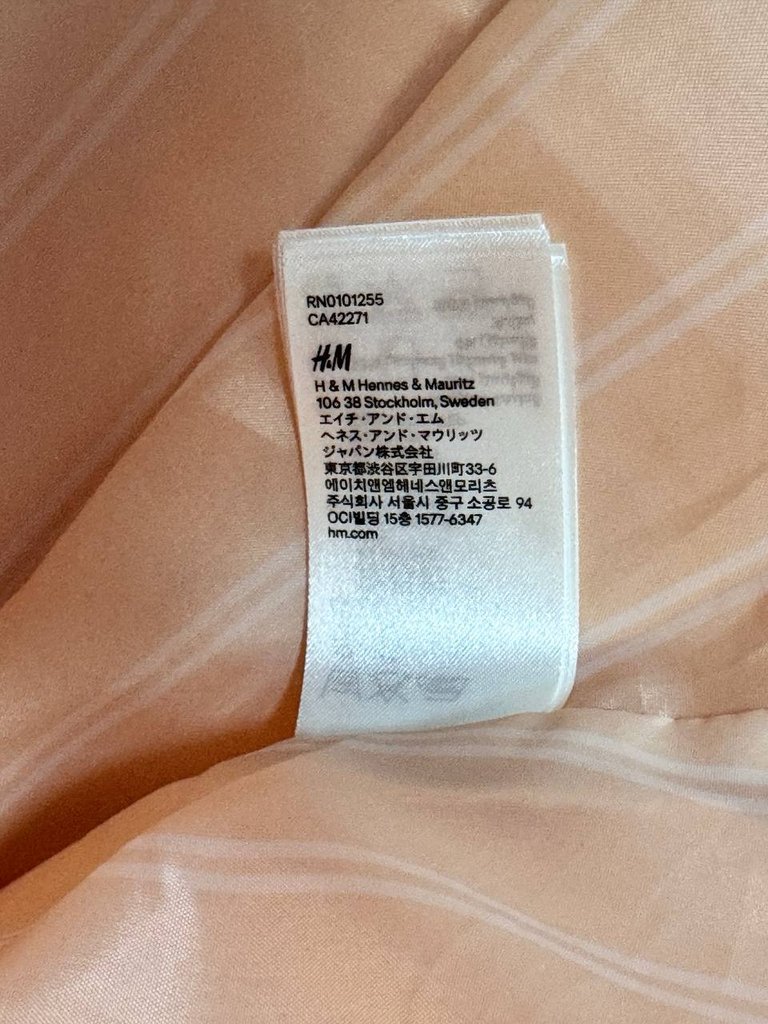 RN0101255
CA42271
H&M
H & M Hennes & Mauritz
106 38 Stockholm, Sweden
エイチ・アンド・エム
ヘネス・アンド・マウリッツ
ジャパン株式会社
東京都渋谷区宇田川町33-6
에이치앤엠헤네스앤모리츠
주식회사 서울시 중구 소공로 94
OCI빌딩 15층 1577-6347
hm.com